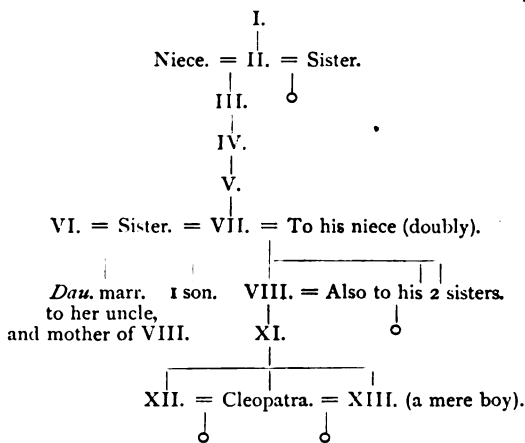 I.
Niece. = II. = Sister.
III.
IV.
V.
VI. = Sister. = VII. = To his niece (doubly).
Dau. marr. 1 son. VIII. = Also to his 2 sisters.
to her uncle,
and mother of VIII. XI.
XII. = Cleopatra. = XIII. (a mere boy).